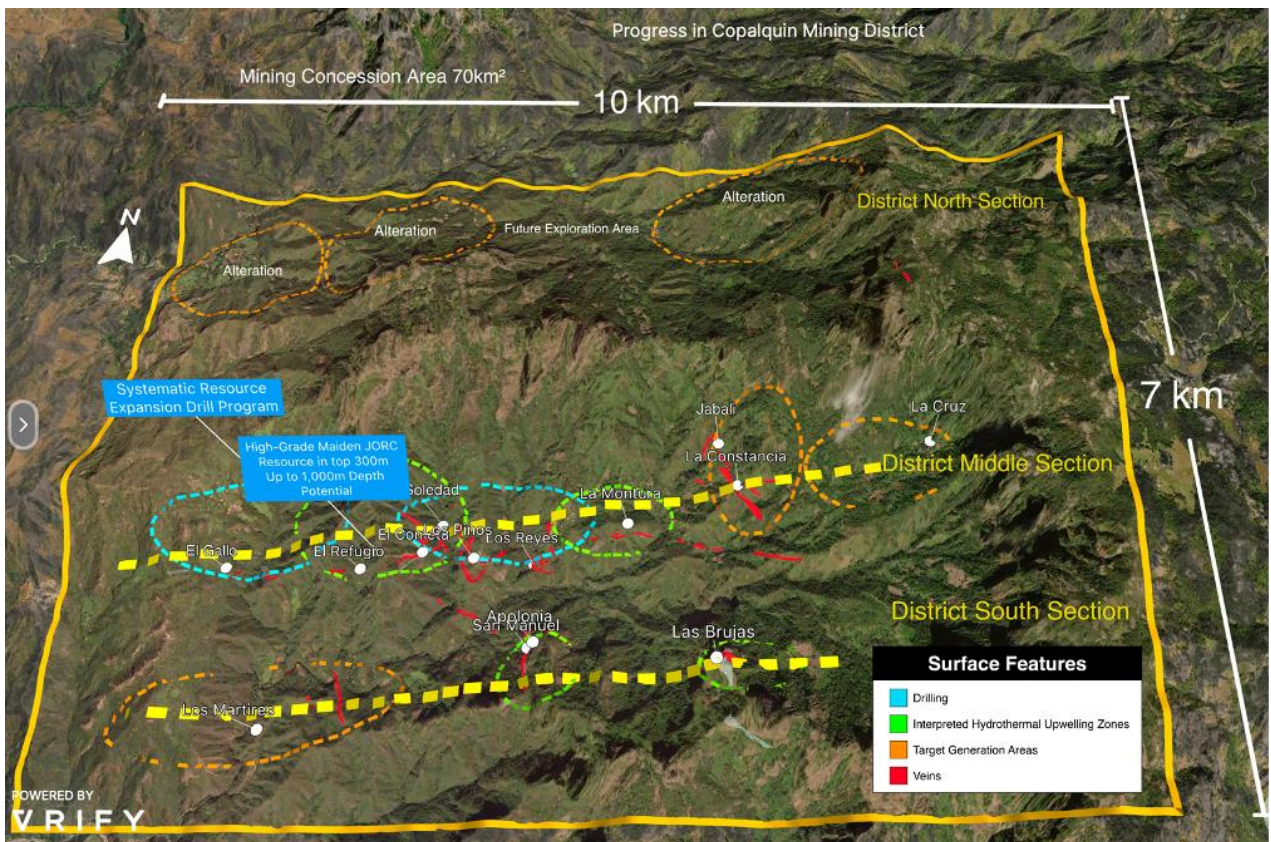 Progress in Copalquin Mining District
Mining Concession Area 70km²
10 km
N
Alteration
Alteration
Future Exploration Area
Alteration
District North Section
7 km
Systematic Resource
Expansion Drill Program
High-Grade Maiden JORC
Resource in top 300m
Up to 1,000m Depth
Potential
Jabali
La Cruz
La Constancia
District Middle Section
Soledad
La Montura
El Cometa
Los Pinos
Los Reyes
El Gallo
El Refugio
Apolonia
San Manuel
Las Brujas
District South Section
Los Martires
Surface Features
Drilling
Interpreted Hydrothermal Upwelling Zones
Target Generation Areas
Veins
POWERED BY
VRIFY